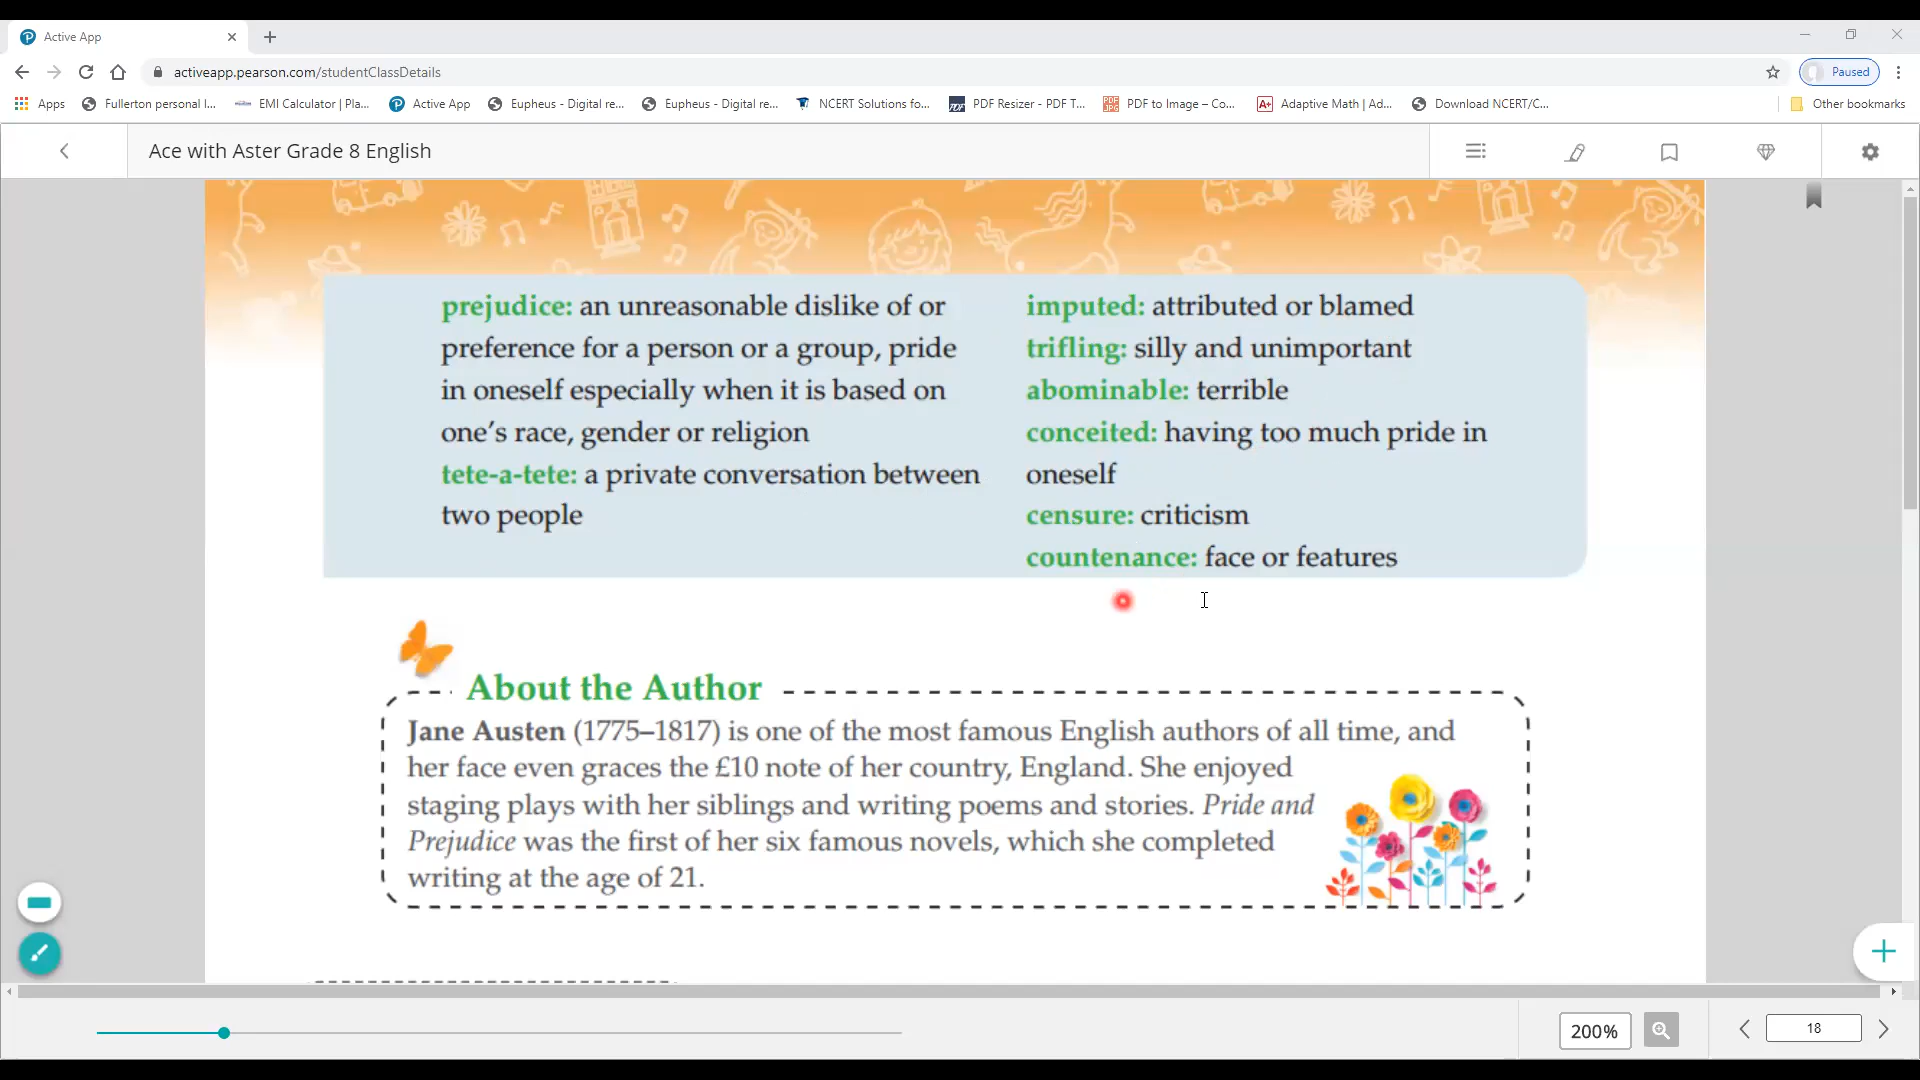 Active App
activeapp.pearson.com/studentClassDetails
Paused
Apps
Fullerton personal l...
EMI Calculator | Pla...
Active App
Eupheus - Digital re...
Eupheus - Digital re...
NCERT Solutions fo...
PDF Resizer - PDF T...
PDF to Image – Co...
Adaptive Math | Ad...
Download NCERT/C...
Other bookmarks
Ace with Aster Grade 8 English
prejudice: an unreasonable dislike of or
preference for a person or a group, pride
in oneself especially when it is based on
one's race, gender or religion
tete-a-tete: a private conversation between
two people
imputed: attributed or blamed
trifling: silly and unimportant
abominable: terrible
conceited: having too much pride in
oneself
censure: criticism
countenance: face or features
About the Author
Jane Austen (1775–1817) is one of the most famous English authors of all time, and
her face even graces the £10 note of her country, England. She enjoyed
staging plays with her siblings and writing poems and stories. Pride and
Prejudice was the first of her six famous novels, which she completed
writing at the age of 21.
200%
18